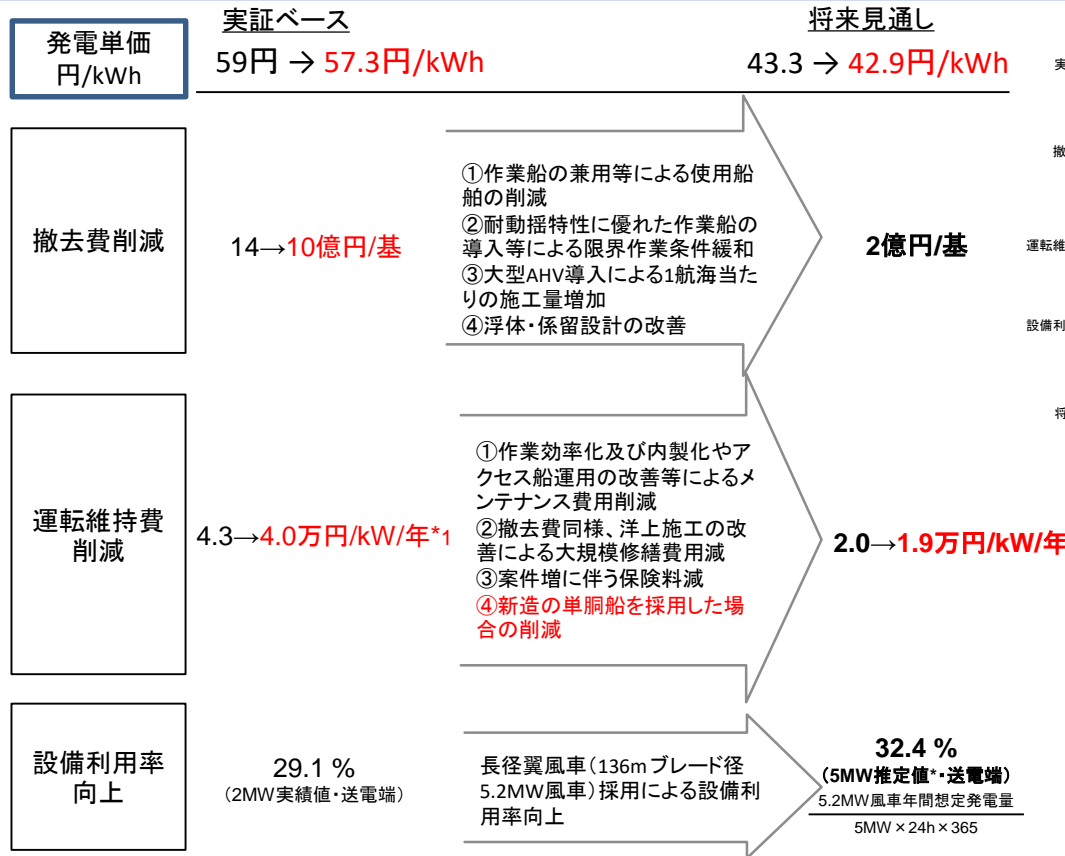 発電単価
円/kWh
実証ベース
59円 → 57.3円/kWh
将来見通し
43.3 → 42.9円/kWh
実
撤去費削減
14→10億円/基
①作業船の兼用等による使用船
舶の削減
②耐動揺特性に優れた作業船の
導入等による限界作業条件緩和
③大型AHV導入による1航海当た
りの施工量増加
④浮体・係留設計の改善
2億円/基
撤
運転維
設備利
将
運転維持費
削減
4.3→4.0万円/kW/年*1
①作業効率化及び内製化やア
クセス船運用の改善等によるメ
ンテナンス費用削減
②撤去費同様、洋上施工の改
善による大規模修繕費用減
③案件増に伴う保険料減
④新造の単胴船を採用した場
合の削減
2.0→1.9万円/kW/年
設備利用率
向上
29.1 %
（2MW実績値・送電端）
長径翼風車（136mブレード径
5.2MW風車）採用による設備利
用率向上
32.4 %
（5MW推定値*・送電端）
5.2MW風車年間想定発電量
5MW × 24h × 365